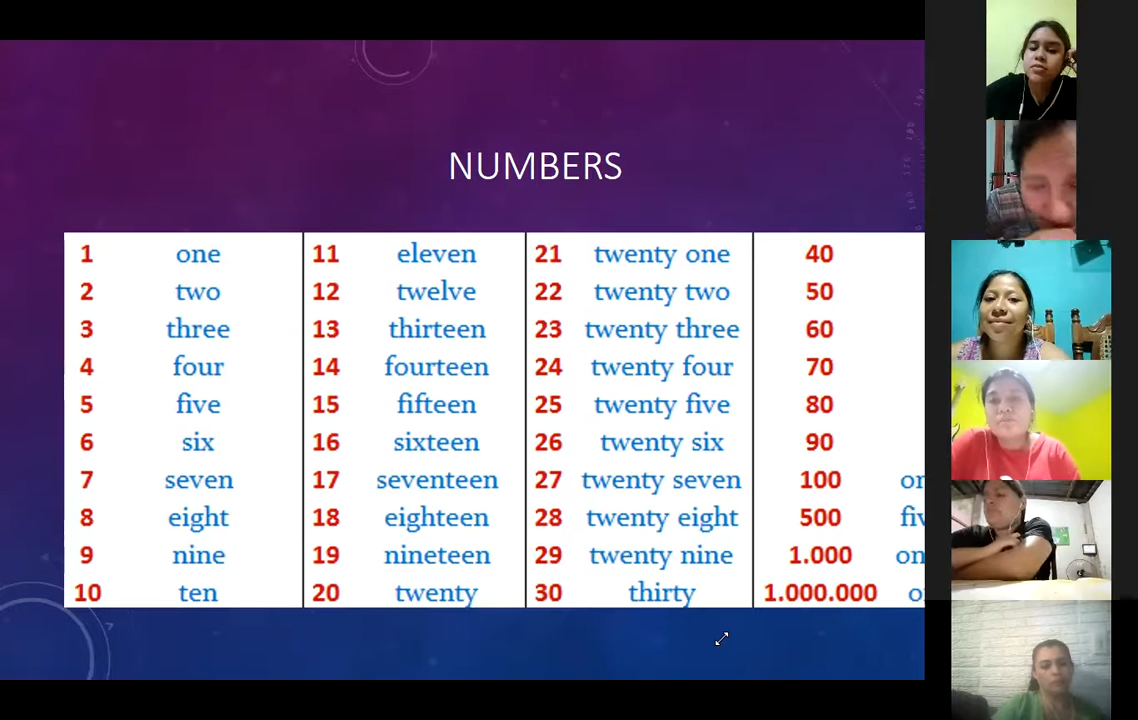 NUMBERS
1 one 11 eleven 21 twenty one 40
2 two 12 twelve 22 twenty two 50
3 three 13 thirteen 23 twenty three 60
4 four 14 fourteen 24 twenty four 70
5 five 15 fifteen 25 twenty five 80
6 six 16 sixteen 26 twenty six 90
7 seven 17 seventeen 27 twenty seven 100
8 eight 18 eighteen 28 twenty eight 500
9 nine 19 nineteen 29 twenty nine 1.000
10 ten 20 twenty 30 thirty 1.000.000